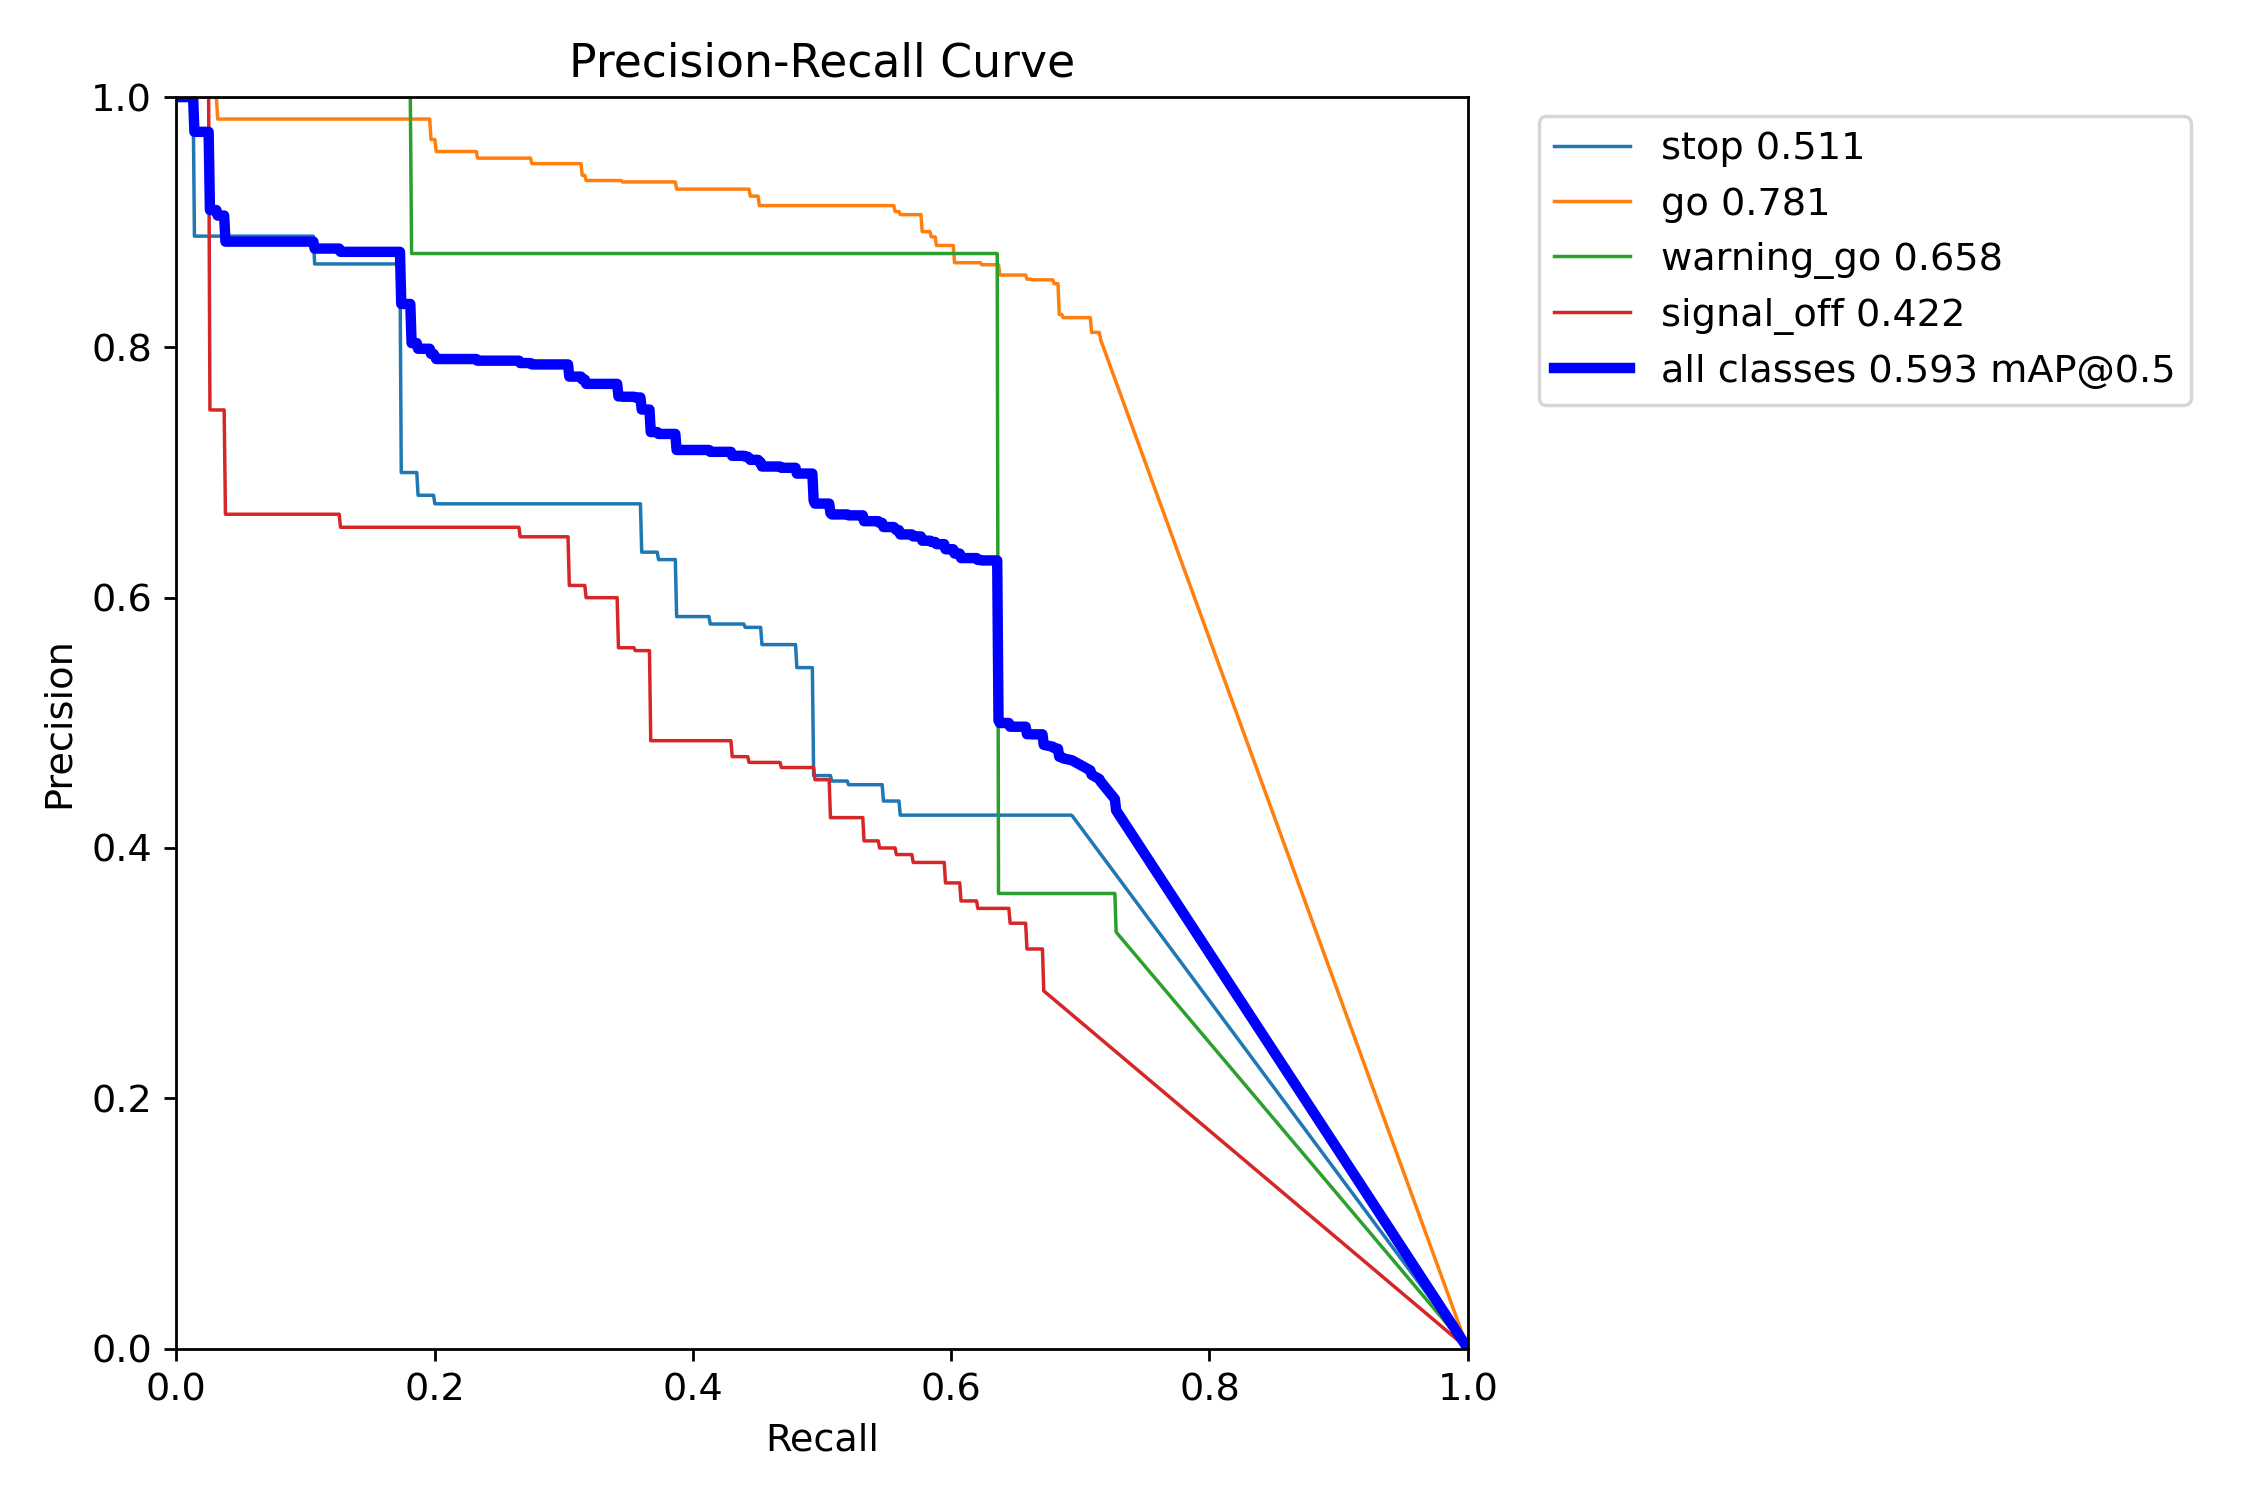 Precision-Recall Curve
1.0
0.8
0.6
0.4
0.2
0.0
Precision
0.0 0.2 0.4 0.6 0.8 1.0
Recall
stop 0.511
go 0.781
warning_go 0.658
signal_off 0.422
all classes 0.593 mAP@0.5